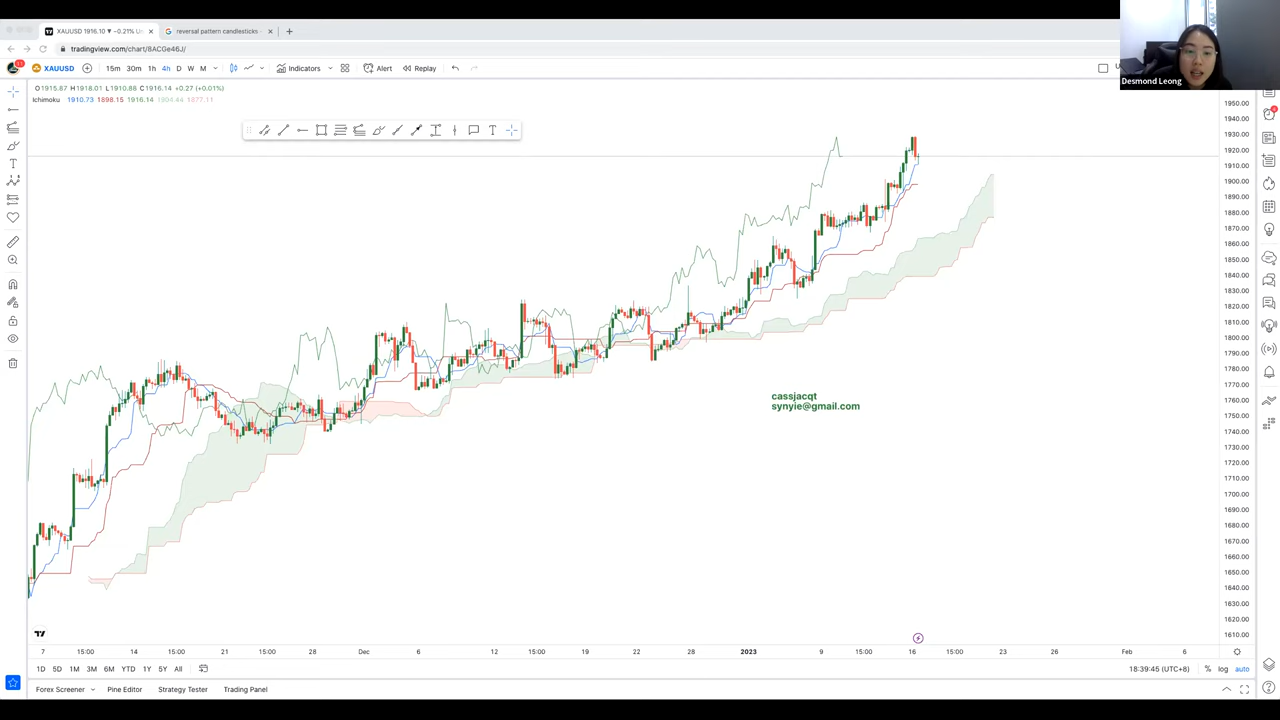 XAUUSD 1916.10 ▼ −0.21% U
reversal pattern candlesticks -
tradingview.com/chart/8ACGe46J/
11
XAUUSD
15m 30m 1h 4h D W M
Indicators
Alert
Replay
Desmond Leong
O1915.87 H1918.01 L1910.88 C1916.14 +0.27 (+0.01%)
Ichimoku 1910.73 1898.15 1916.14 1904.44 1877.11
1950.00
1940.00
1930.00
1920.00
1910.00
1900.00
1890.00
1880.00
1870.00
1860.00
1850.00
1840.00
1830.00
1820.00
1810.00
1800.00
1790.00
1780.00
1770.00
1760.00
1750.00
1740.00
1730.00
1720.00
1710.00
1700.00
1690.00
1680.00
1670.00
1660.00
1650.00
1640.00
1630.00
1620.00
1610.00
cassjacqt
synyie@gmail.com
7 15:00 14 15:00 21 15:00 28 Dec 6 12 15:00 19 22 28 2023 9 15:00 16 15:00 23 26 Feb 6
1D 5D 1M 3M 6M YTD 1Y 5Y All
18:39:45 (UTC+8) % log auto
Forex Screener Pine Editor Strategy Tester Trading Panel